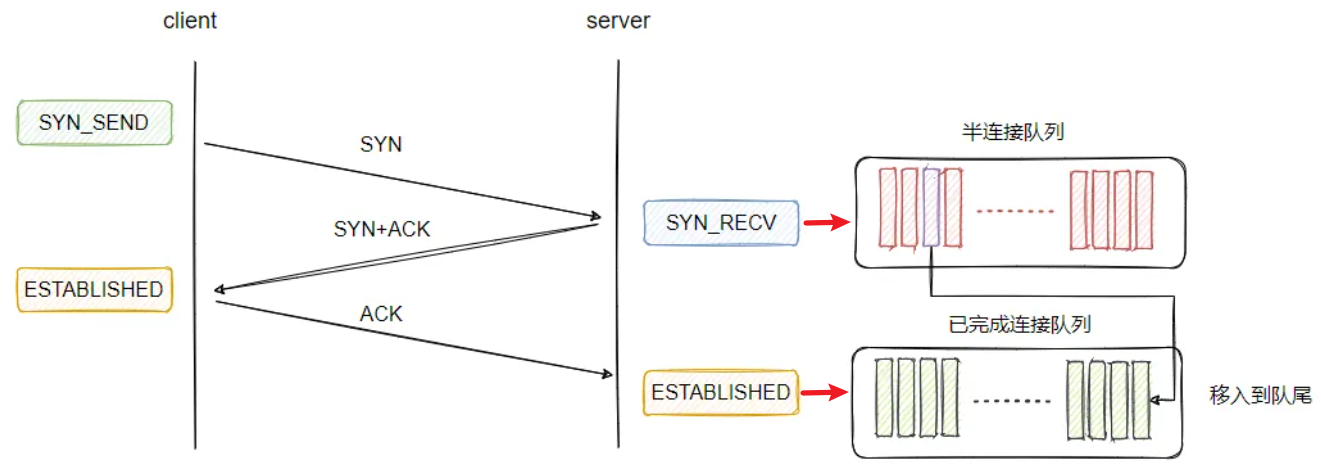 client
server
SYN_SEND
SYN
半连接队列
SYN_RECV
SYN+ACK
ESTABLISHED
ACK
已完成连接队列
ESTABLISHED
移入到队尾